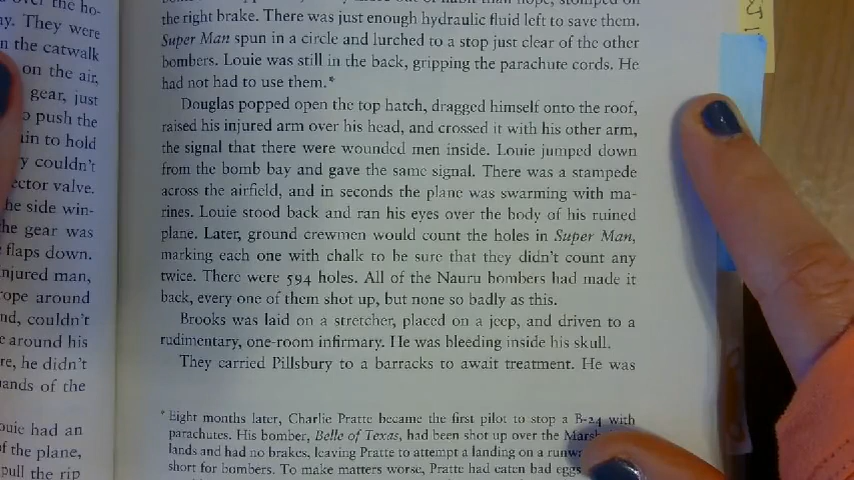 ny. They were
n the catwalk
on the air,
gear, just
o push the
ain to hold
y couldn't
ector valve.
he side win-
he gear was
flaps down.
njured man,
rope around
nd, couldn't
e around his
re, he didn't
ands of the
ouie had an
of the plane,
pull the rip
the right brake. There was just enough hydraulic fluid left to save them.
Super Man spun in a circle and lurched to a stop just clear of the other
bombers. Louie was still in the back, gripping the parachute cords. He
had not had to use them.*
Douglas popped open the top hatch, dragged himself onto the roof,
raised his injured arm over his head, and crossed it with his other arm,
the signal that there were wounded men inside. Louie jumped down
from the bomb bay and gave the same signal. There was a stampede
across the airfield, and in seconds the plane was swarming with ma-
rines. Louie stood back and ran his eyes over the body of his ruined
plane. Later, ground crewmen would count the holes in Super Man,
marking each one with chalk to be sure that they didn't count any
twice. There were 594 holes. All of the Nauru bombers had made it
back, every one of them shot up, but none so badly as this.
Brooks was laid on a stretcher, placed on a jeep, and driven to a
rudimentary, one-room infirmary. He was bleeding inside his skull.
They carried Pillsbury to a barracks to await treatment. He was
* Eight months later, Charlie Pratte became the first pilot to stop a B-24 with
parachutes. His bomber, Belle of Texas, had been shot up over the Marsh
lands and had no brakes, leaving Pratte to attempt a landing on a runw
short for bombers. To make matters worse, Pratte had eaten bad eggs